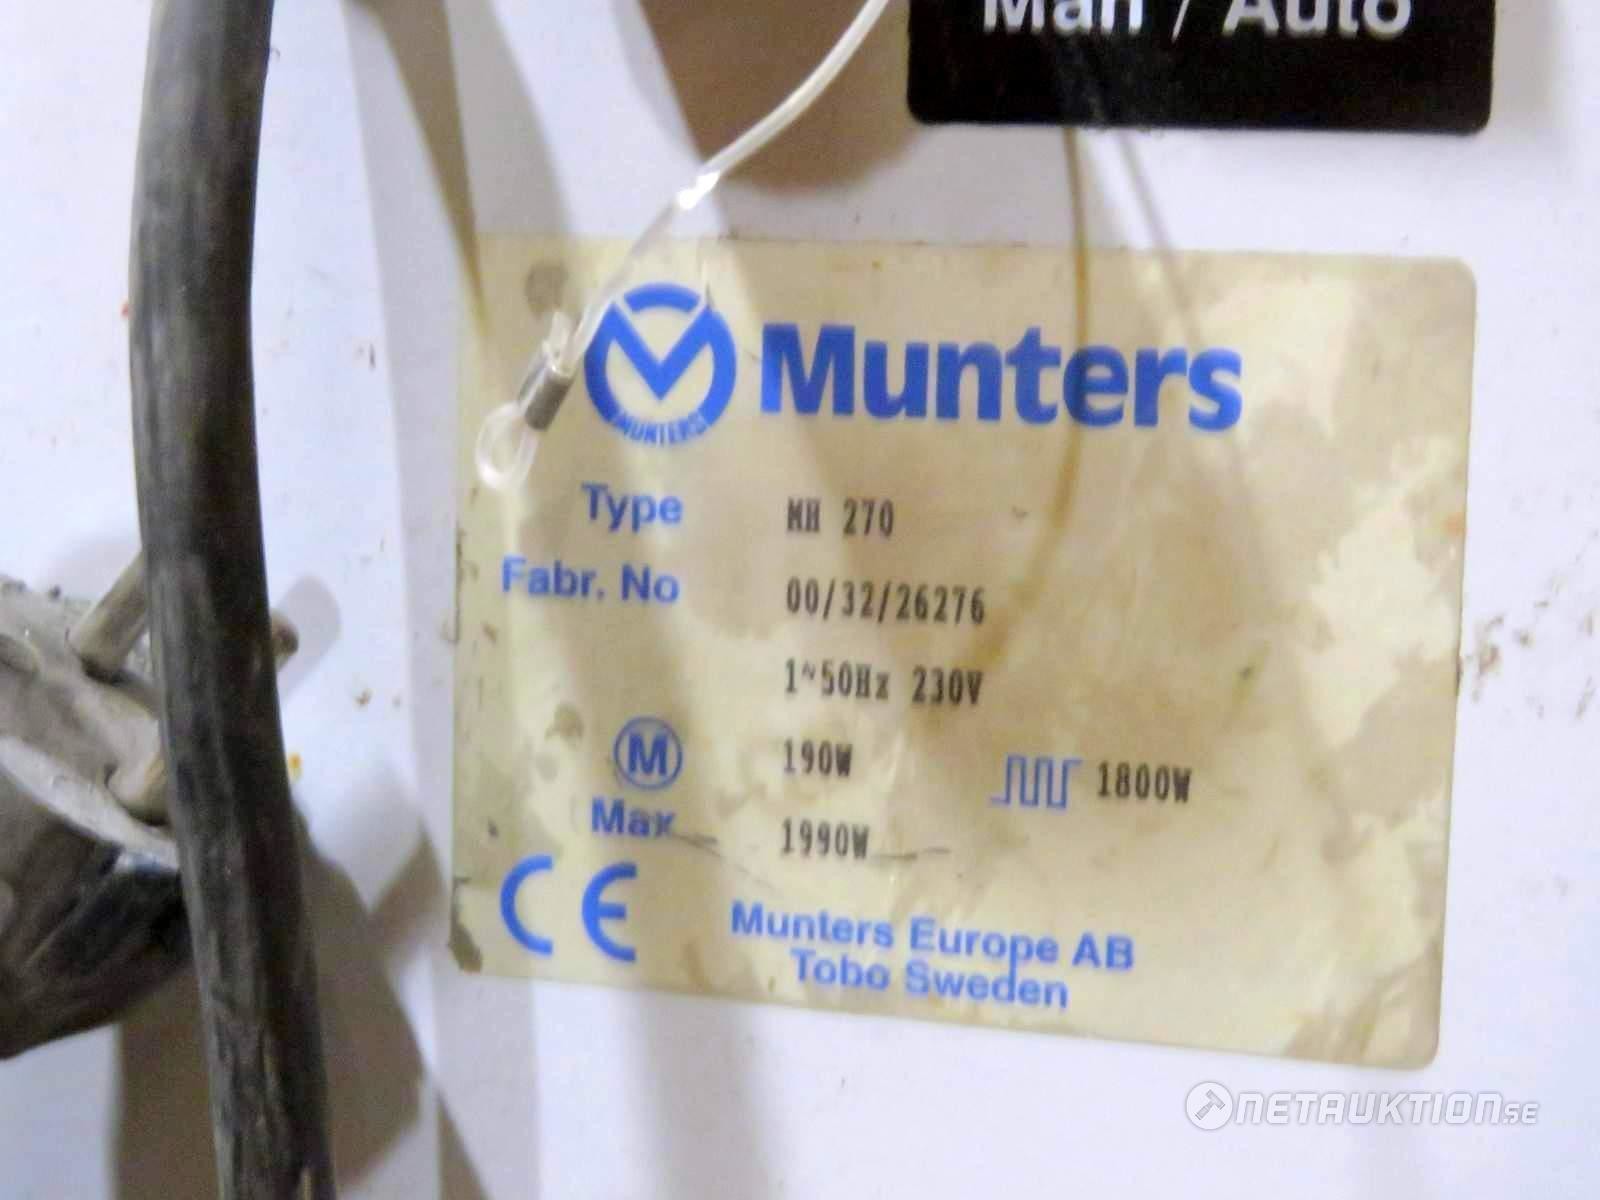 Man / Auto
MUNTERS
Munters
Type MH 270
Fabr. No 00/32/26276
1~50Hz 230V
M 190W 1800W
Max 1990W
CE
Munters Europe AB
Tobo Sweden
NETAUKTION.SE